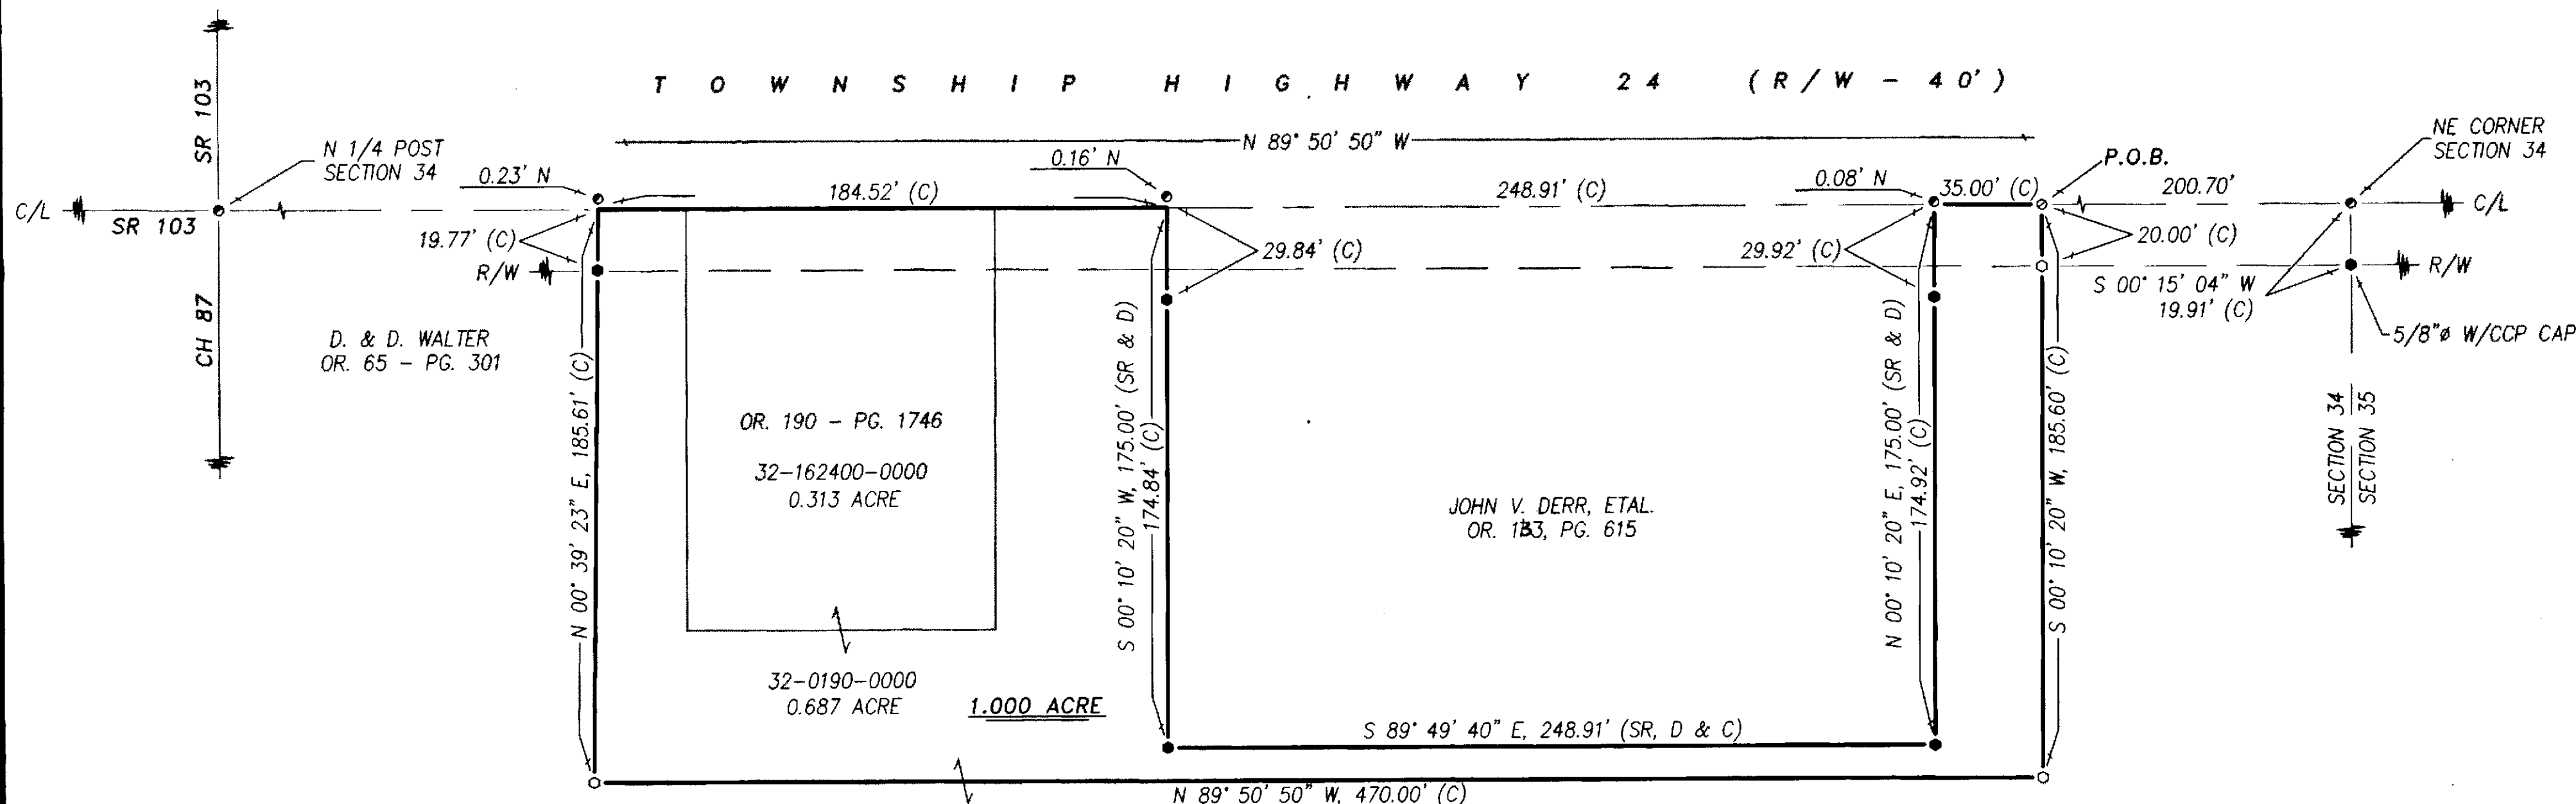 TOWNSHIP HIGHWAY 24 (R/W - 40')
SR 103
N 1/4 POST
SECTION 34
0.23' N
N 89° 50' 50" W
0.16' N
0.08' N
P.O.B.
NE CORNER
SECTION 34
C/L
SR 103
184.52' (C)
248.91' (C)
35.00' (C)
200.70'
C/L
19.77' (C)
R/W
29.84' (C)
29.92' (C)
20.00' (C)
R/W
S 00° 15' 04" W
19.91' (C)
5/8"ø W/CCP CAP
CH 87
D. & D. WALTER
OR. 65 - PG. 301
N 00° 39' 23" E, 185.61' (C)
OR. 190 - PG. 1746
32-162400-0000
0.313 ACRE
S 00° 10' 20" W, 175.00' (SR & D)
174.84' (C)
JOHN V. DERR, ETAL.
OR. 133, PG. 615
N 00° 10' 20" E, 175.00' (SR & D)
174.92' (C)
S 00° 10' 20" W, 185.60' (C)
SECTION 34
SECTION 35
32-0190-0000
0.687 ACRE
1.000 ACRE
S 89° 49' 40" E, 248.91' (SR, D & C)
N 89° 50' 50" W, 470.00' (C)